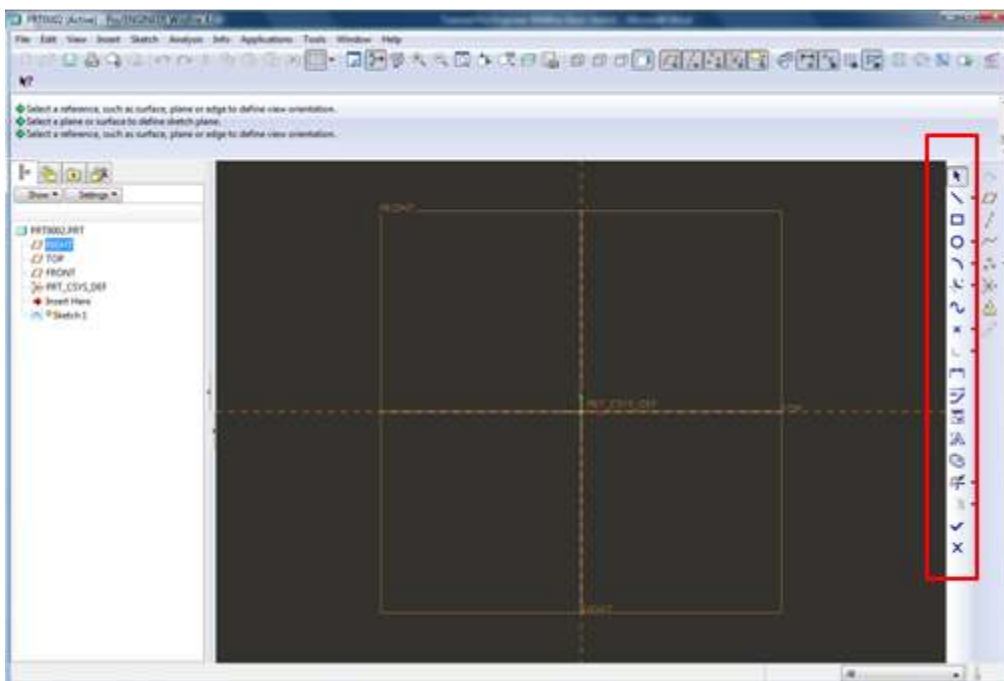 PRT0002 (Active) - Pro/ENGINEER Wildfire
File Edit View Insert Sketch Analysis Info Applications Tools Window Help
Select a reference, such as surface, plane or edge to define view orientation.
Select a plane or surface to define sketch plane.
Select a reference, such as surface, plane or edge to define view orientation.
Show Settings
PRT0002.PRT
RIGHT
TOP
FRONT
PRT_CSYS_DEF
Insert Here
Sketch 1
FRONT
PRT_CSYS_DEF
TOP
RIGHT